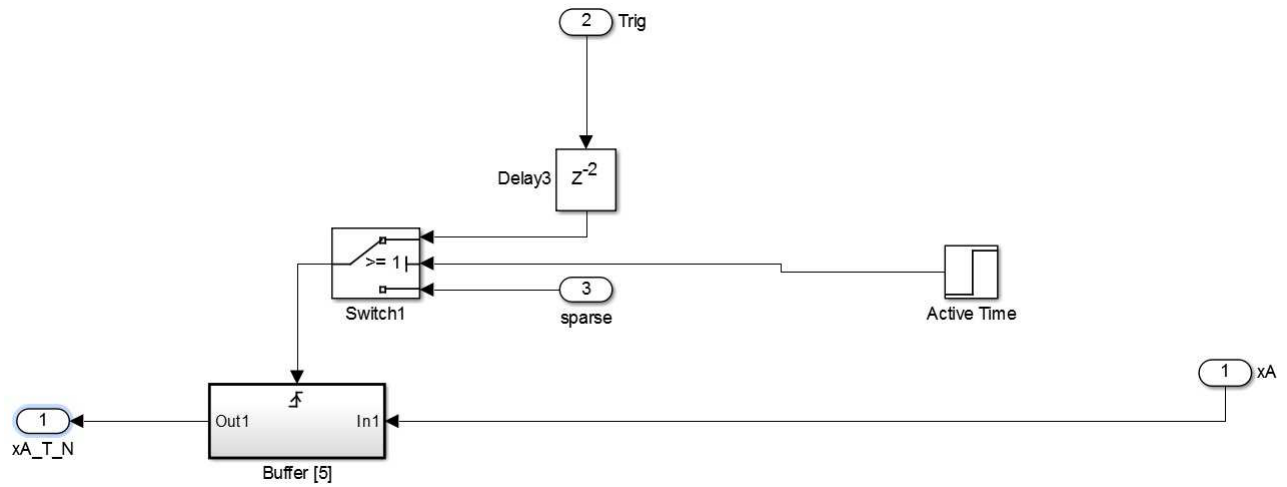 2 Trig
Delay3 z-2
>= 1
Switch1
3
sparse
Active Time
1 xA
1
xA_T_N
Out1 In1
Buffer [5]